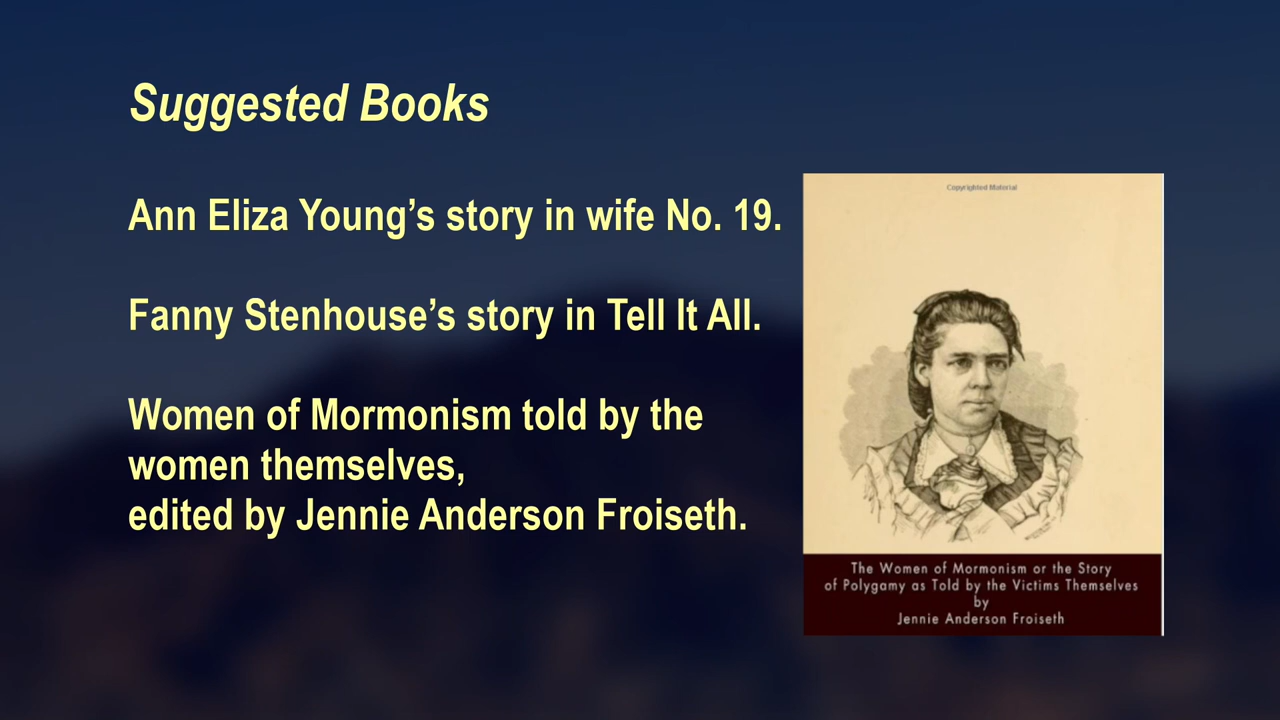 Suggested Books
Ann Eliza Young’s story in wife No. 19.
Fanny Stenhouse’s story in Tell It All.
Women of Mormonism told by the
women themselves,
edited by Jennie Anderson Froiseth.
Copyrighted Material
The Women of Mormonism or the Story
of Polygamy as Told by the Victims Themselves
by
Jennie Anderson Froiseth